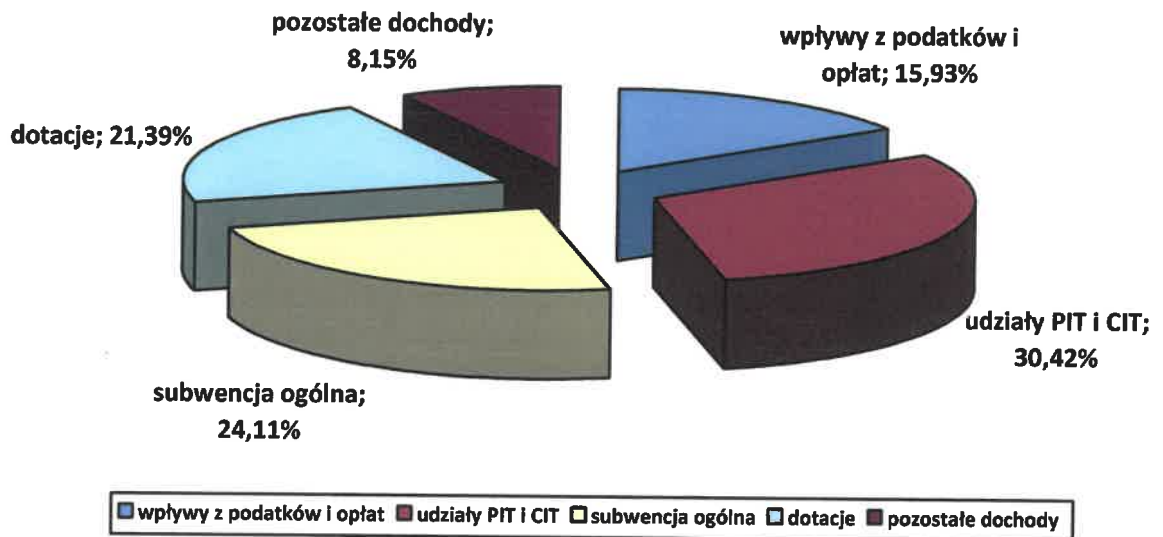 pozostałe dochody;
8,15%
wpływy z podatków i
opłat; 15,93%
dotacje; 21,39%
udziały PIT i CIT;
30,42%
subwencja ogólna;
24,11%
wpływy z podatków i opłat udziały PIT i CIT subwencja ogólna dotacje pozostałe dochody